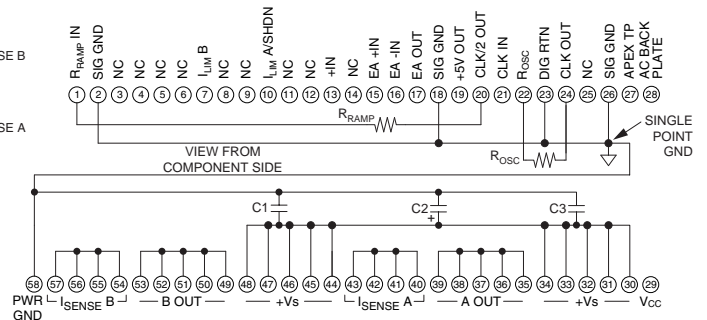 SE B
SE A
R_RAMP IN
SIG GND
NC
NC
NC
NC
I_LIM B
NC
NC
I_LIM A/SHDN
NC
NC
+IN
NC
EA +IN
EA -IN
EA OUT
SIG GND
+5V OUT
CLK/2 OUT
CLK IN
R_OSC
DIG RTN
CLK OUT
NC
SIG GND
APEX TP
AC BACK
PLATE
1 2 3 4 5 6 7 8 9 10 11 12 13 14 15 16 17 18 19 20 21 22 23 24 25 26 27 28
R_RAMP
R_OSC
SINGLE
POINT
GND
VIEW FROM
COMPONENT SIDE
C1
C2
+
C3
58 57 56 55 54 53 52 51 50 49 48 47 46 45 44 43 42 41 40 39 38 37 36 35 34 33 32 31 30 29
PWR
GND
I_SENSE B
B OUT
+Vs
I_SENSE A
A OUT
+Vs
V_CC